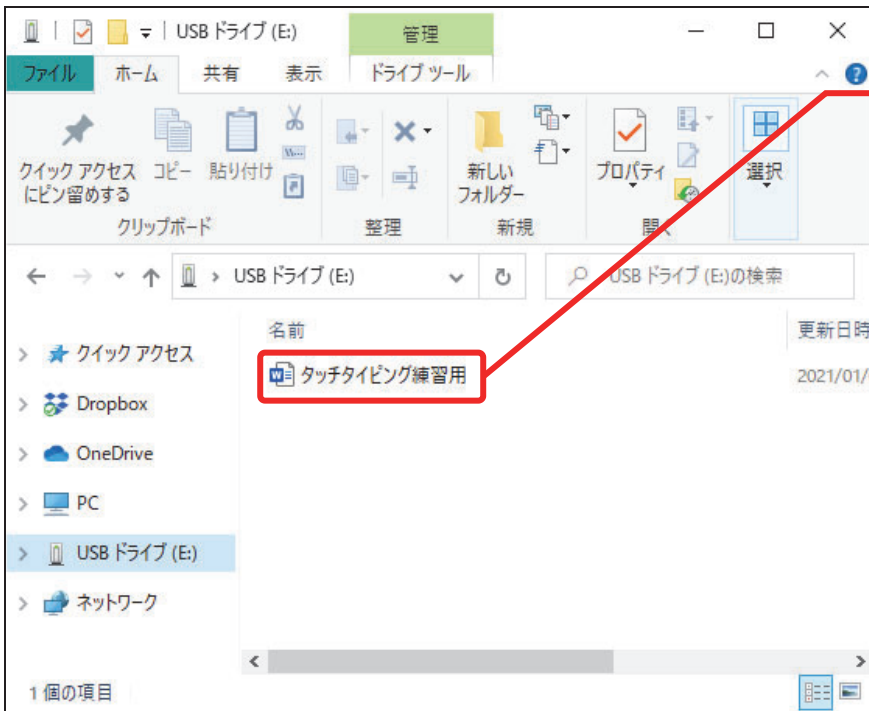 USB ドライブ (E:)
管理
ファイル ホーム 共有 表示 ドライブ ツール
クイック アクセス
にピン留めする
コピー
貼り付け
新しい
フォルダー
プロパティ
選択
クリップボード 整理 新規 開く
USB ドライブ (E:)
USB ドライブ (E:)の検索
名前 更新日時
クイック アクセス
タッチタイピング練習用 2021/01/
Dropbox
OneDrive
PC
USB ドライブ (E:)
ネットワーク
1 個の項目